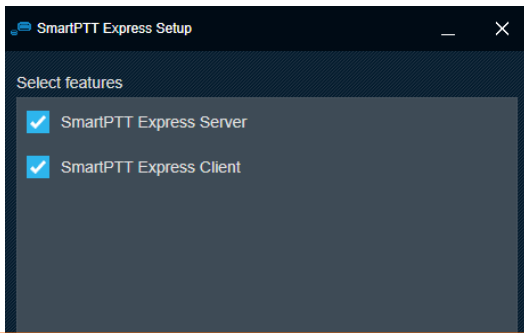 SmartPTT Express Setup
Select features
SmartPTT Express Server
SmartPTT Express Client